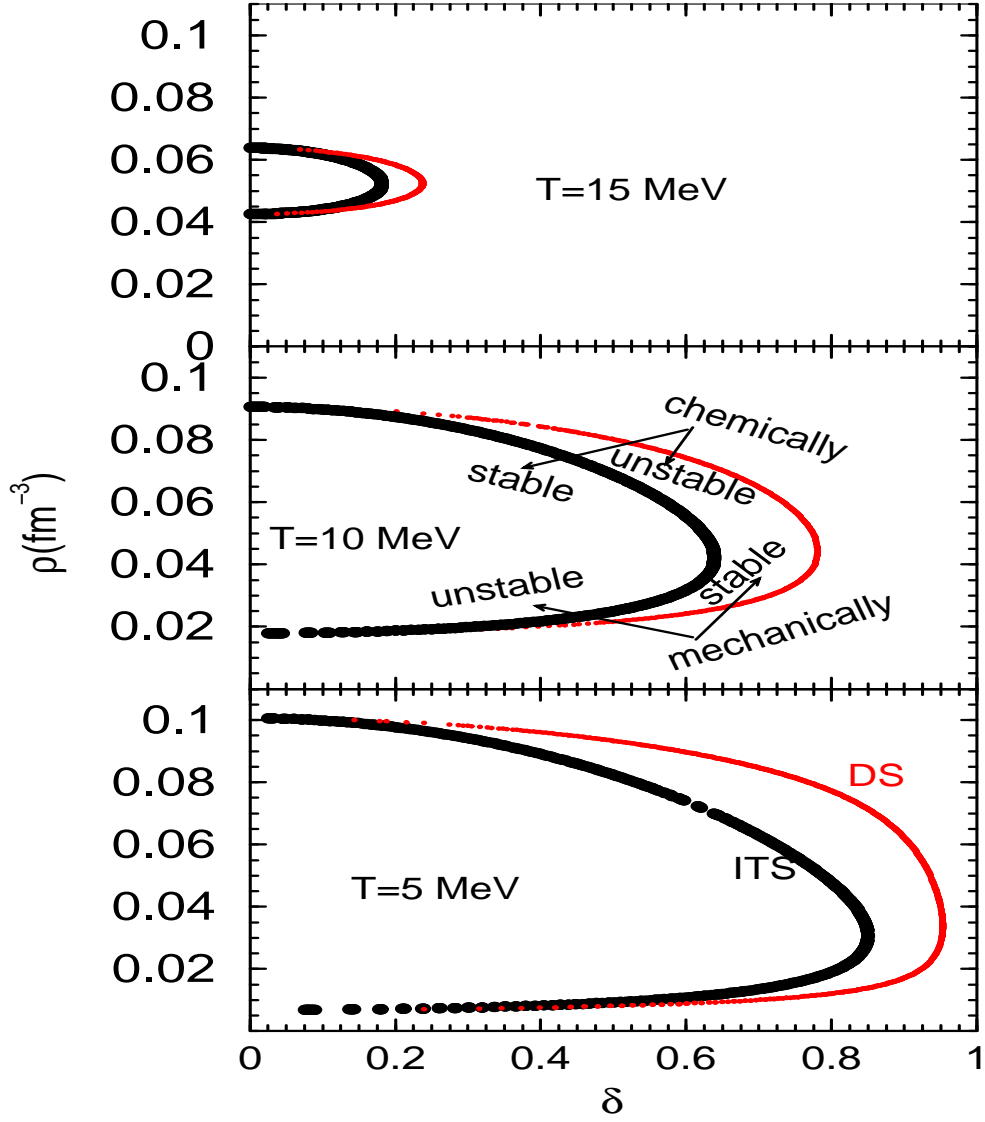 0.1
0.08
0.06
T=15 MeV
0.04
0.02
0
0.1
chemically
0.08
unstable
stable
0.06
ρ(fm⁻³)
T=10 MeV
0.04
stable
unstable
0.02
mechanically
0.1
DS
0.08
0.06
ITS
T=5 MeV
0.04
0.02
0 0.2 0.4 0.6 0.8 1
δ